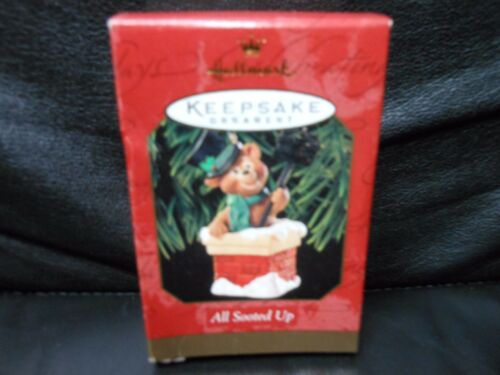 Hallmark
KEEPSAKE
ORNAMENT
All Sooted Up